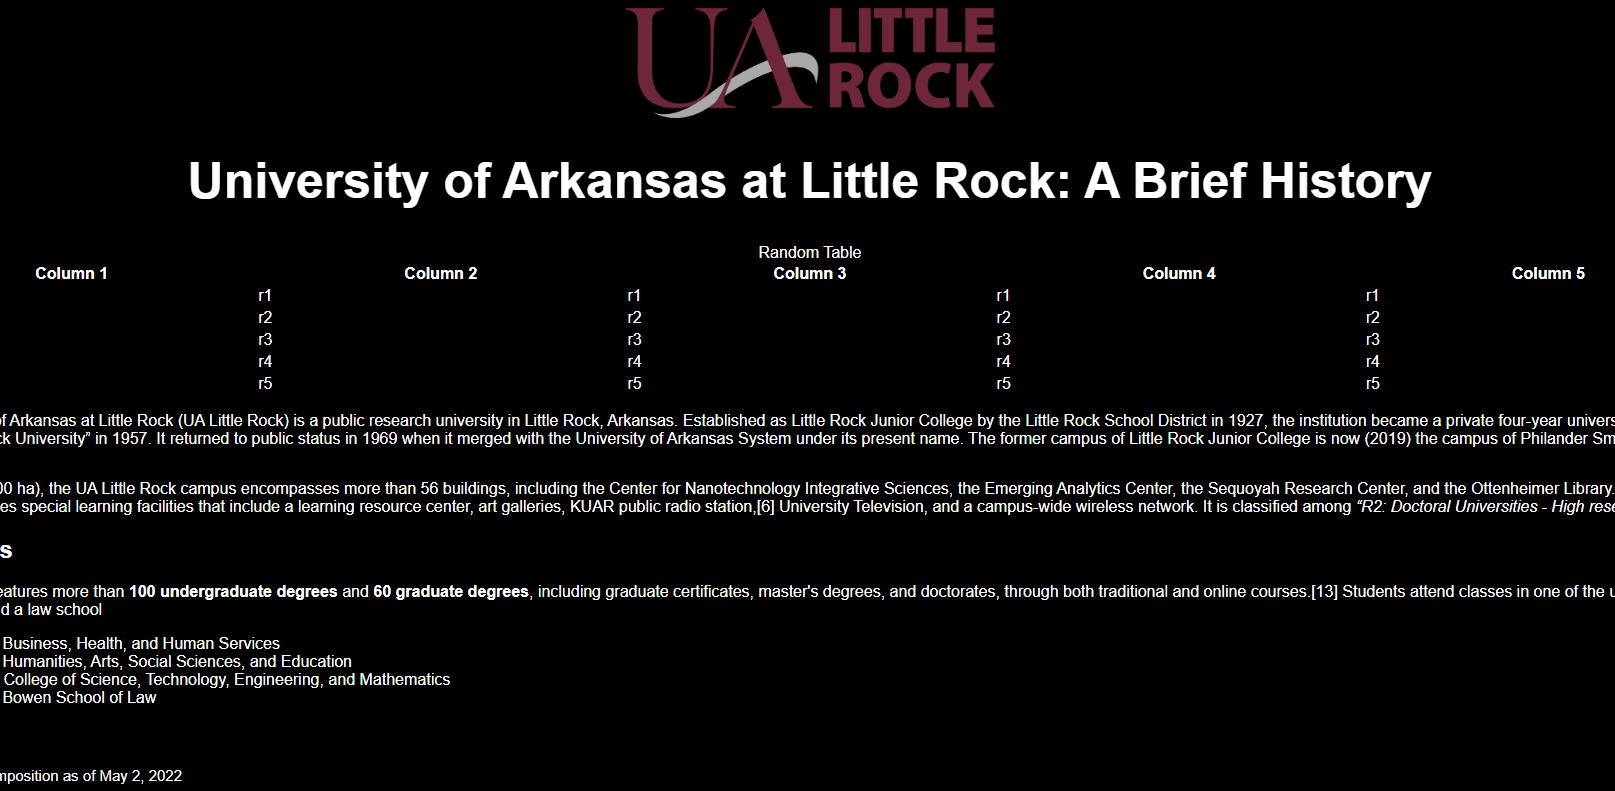 UA LITTLE ROCK
University of Arkansas at Little Rock: A Brief History
Random Table
Column 1 Column 2 Column 3 Column 4 Column 5
r1 r1 r1 r1
r2 r2 r2 r2
r3 r3 r3 r3
r4 r4 r4 r4
r5 r5 r5 r5
Arkansas at Little Rock (UA Little Rock) is a public research university in Little Rock, Arkansas. Established as Little Rock Junior College by the Little Rock School District in 1927, the institution became a private four-year
University” in 1957. It returned to public status in 1969 when it merged with the University of Arkansas System under its present name. The former campus of Little Rock Junior College is now (2019) the campus of Philander
ha), the UA Little Rock campus encompasses more than 56 buildings, including the Center for Nanotechnology Integrative Sciences, the Emerging Analytics Center, the Sequoyah Research Center, and the Ottenheimer Library.
special learning facilities that include a learning resource center, art galleries, KUAR public radio station,[6] University Television, and a campus-wide wireless network. It is classified among “R2: Doctoral Universities - High
more than 100 undergraduate degrees and 60 graduate degrees, including graduate certificates, master's degrees, and doctorates, through both traditional and online courses.[13] Students attend classes in one of the
a law school
Business, Health, and Human Services
Humanities, Arts, Social Sciences, and Education
College of Science, Technology, Engineering, and Mathematics
Bowen School of Law
as of May 2, 2022